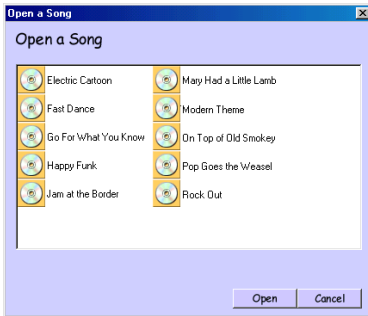 Open a Song
Open a Song
Electric Cartoon
Fast Dance
Go For What You Know
Happy Funk
Jam at the Border
Mary Had a Little Lamb
Modern Theme
On Top of Old Smokey
Pop Goes the Weasel
Rock Out
Open
Cancel